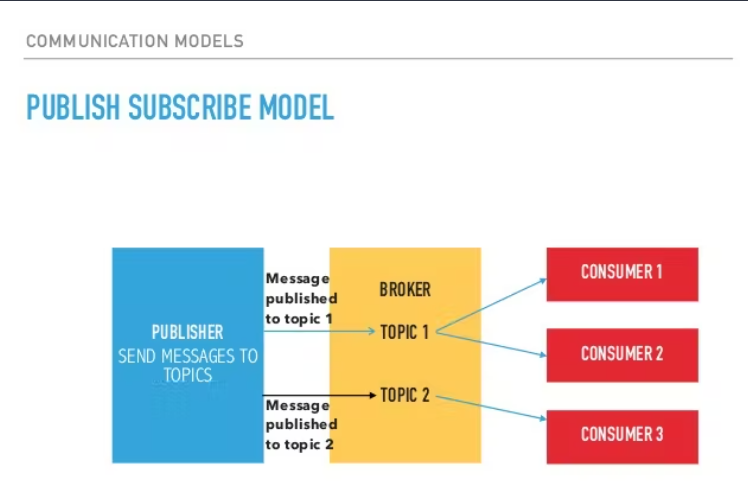 COMMUNICATION MODELS
PUBLISH SUBSCRIBE MODEL
PUBLISHER
SEND MESSAGES TO
TOPICS
Message
published
to topic 1
Message
published
to topic 2
BROKER
TOPIC 1
TOPIC 2
CONSUMER 1
CONSUMER 2
CONSUMER 3